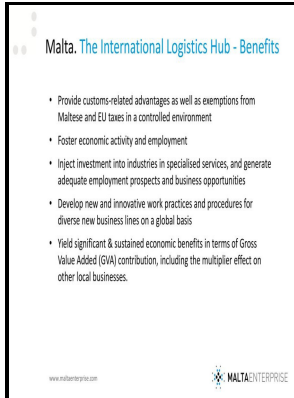 Malta. The International Logistics Hub - Benefits
• Provide customs-related advantages as well as exemptions from
Maltese and EU taxes in a controlled environment
• Foster economic activity and employment
• Inject investment into industries in specialised services, and generate
adequate employment prospects and business opportunities
• Develop new and innovative work practices and procedures for
diverse new business lines on a global basis
• Yield significant & sustained economic benefits in terms of Gross
Value Added (GVA) contribution, including the multiplier effect on
other local businesses.
www.maltaenterprise.com
MALTAENTERPRISE